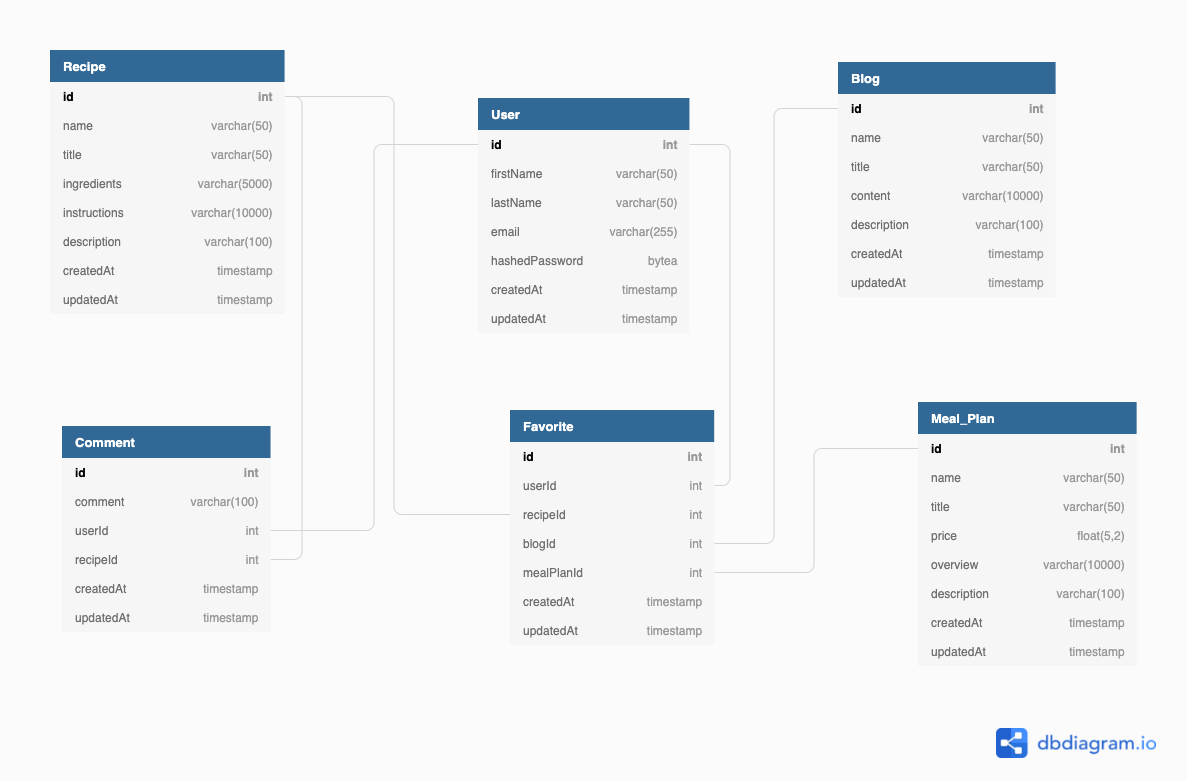 Recipe
id int
name varchar(50)
title varchar(50)
ingredients varchar(5000)
instructions varchar(10000)
description varchar(100)
createdAt timestamp
updatedAt timestamp
User
id int
firstName varchar(50)
lastName varchar(50)
email varchar(255)
hashedPassword bytea
createdAt timestamp
updatedAt timestamp
Blog
id int
name varchar(50)
title varchar(50)
content varchar(10000)
description varchar(100)
createdAt timestamp
updatedAt timestamp
Comment
id int
comment varchar(100)
userId int
recipeId int
createdAt timestamp
updatedAt timestamp
Favorite
id int
userId int
recipeId int
blogId int
mealPlanId int
createdAt timestamp
updatedAt timestamp
Meal_Plan
id int
name varchar(50)
title varchar(50)
price float(5,2)
overview varchar(10000)
description varchar(100)
createdAt timestamp
updatedAt timestamp
dbdiagram.io